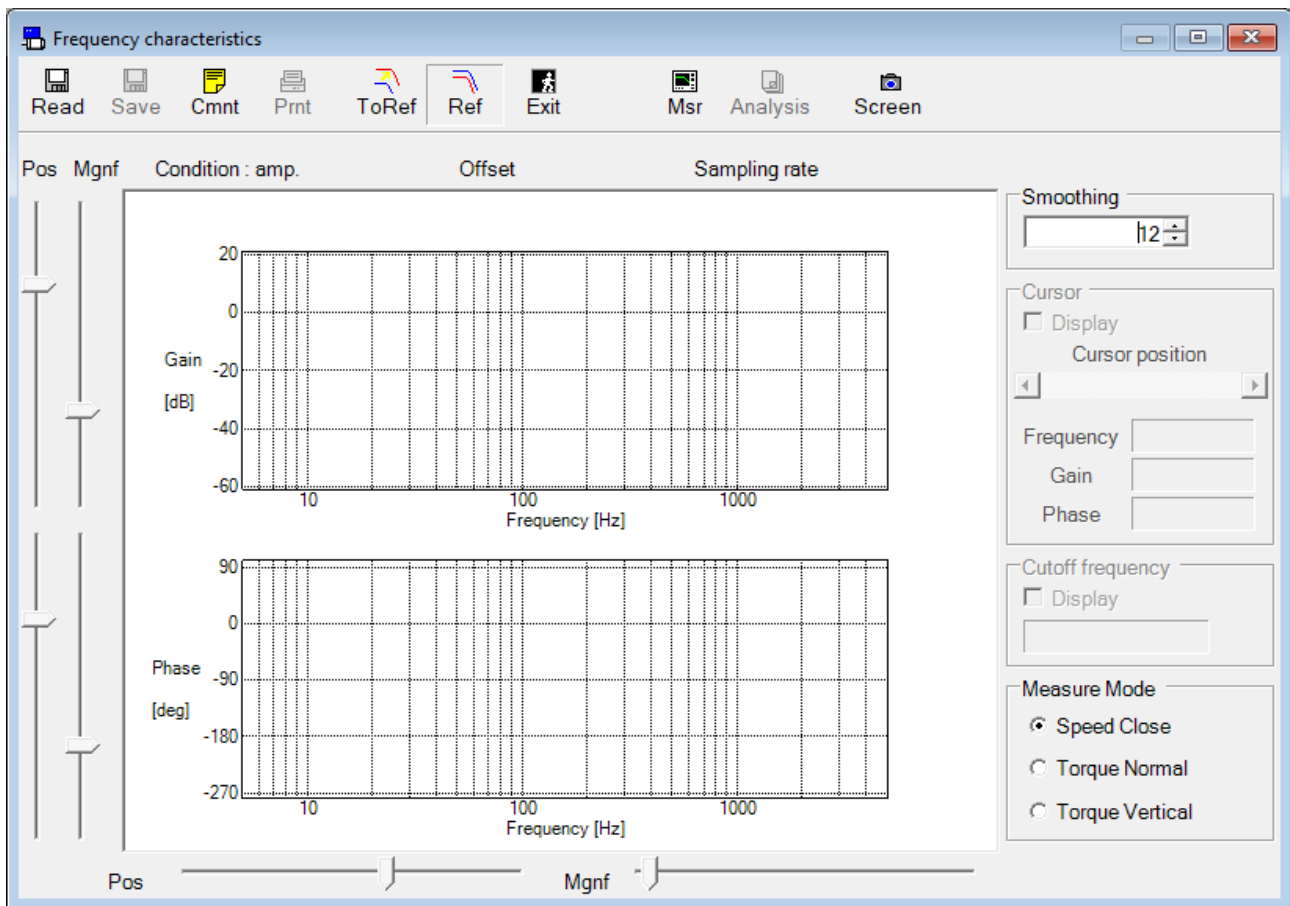 Frequency characteristics
Read Save Cmnt Prnt ToRef Ref Exit Msr Analysis Screen
Pos Mgnf Condition : amp. Offset Sampling rate
20
0
Gain
-20
[dB]
-40
-60
10 100 1000
Frequency [Hz]
90
0
Phase
-90
[deg]
-180
-270
10 100 1000
Frequency [Hz]
Pos Mgnf
Smoothing
12
Cursor
Display
Cursor position
Frequency
Gain
Phase
Cutoff frequency
Display
Measure Mode
Speed Close
Torque Normal
Torque Vertical